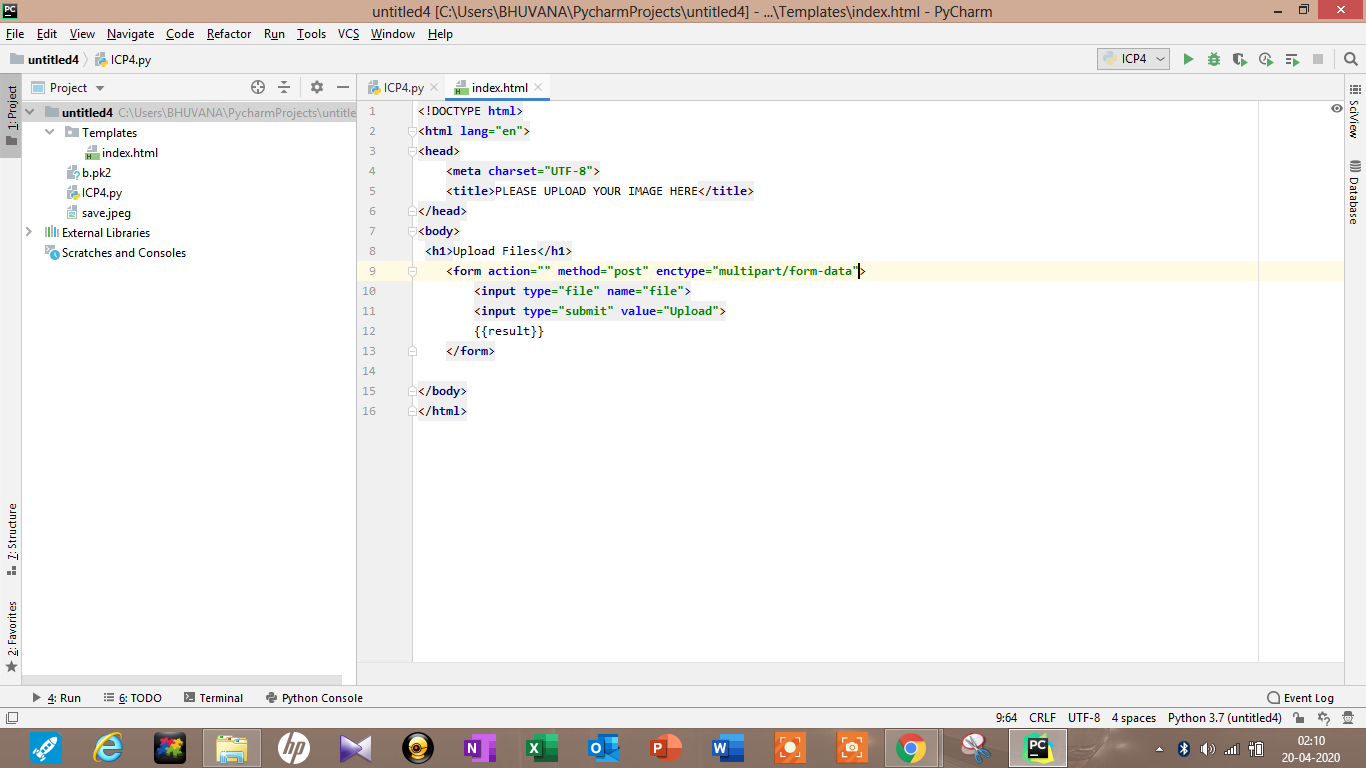 untitled4 [C:\Users\BHUVANA\PycharmProjects\untitled4] - ...\Templates\index.html - PyCharm
File Edit View Navigate Code Refactor Run Tools VCS Window Help
untitled4 ICP4.py ICP4
Project
ICP4.py index.html
1: Project
untitled4 C:\Users\BHUVANA\PycharmProjects\untitle
Templates
index.html
b.pk2
ICP4.py
save.jpeg
External Libraries
Scratches and Consoles
1 <!DOCTYPE html>
2 <html lang="en">
3 <head>
4 <meta charset="UTF-8">
5 <title>PLEASE UPLOAD YOUR IMAGE HERE</title>
6 </head>
7 <body>
8 <h1>Upload Files</h1>
9 <form action="" method="post" enctype="multipart/form-data">
10 <input type="file" name="file">
11 <input type="submit" value="Upload">
12 {{result}}
13 </form>
14
15 </body>
16 </html>
SciView
Database
7: Structure
2: Favorites
4: Run 6: TODO Terminal Python Console Event Log
9:64 CRLF UTF-8 4 spaces Python 3.7 (untitled4)
hp N X O P W PC
02:10
20-04-2020